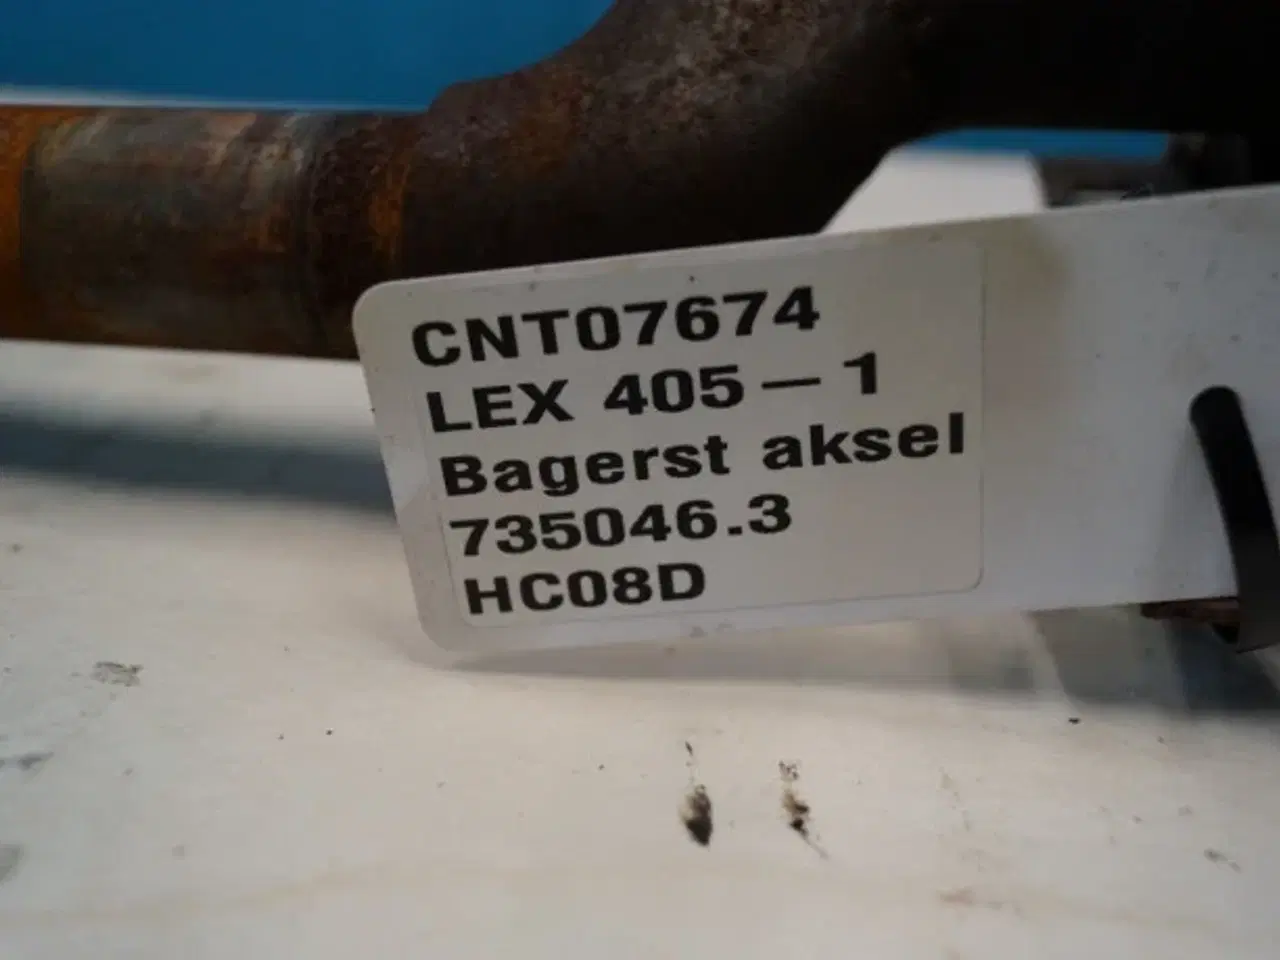 CNT07674
LEX 405 – 1
Bagerst aksel
735046.3
HC08D